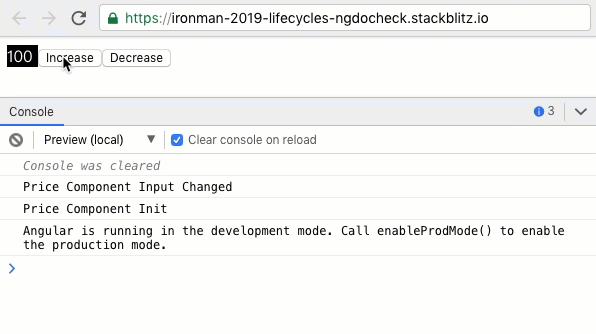 https://ironman-2019-lifecycles-ngdocheck.stackblitz.io
100 Increase Decrease
Console 3
Preview (local) ▼ Clear console on reload
Console was cleared
Price Component Input Changed
Price Component Init
Angular is running in the development mode. Call enableProdMode() to enable
the production mode.